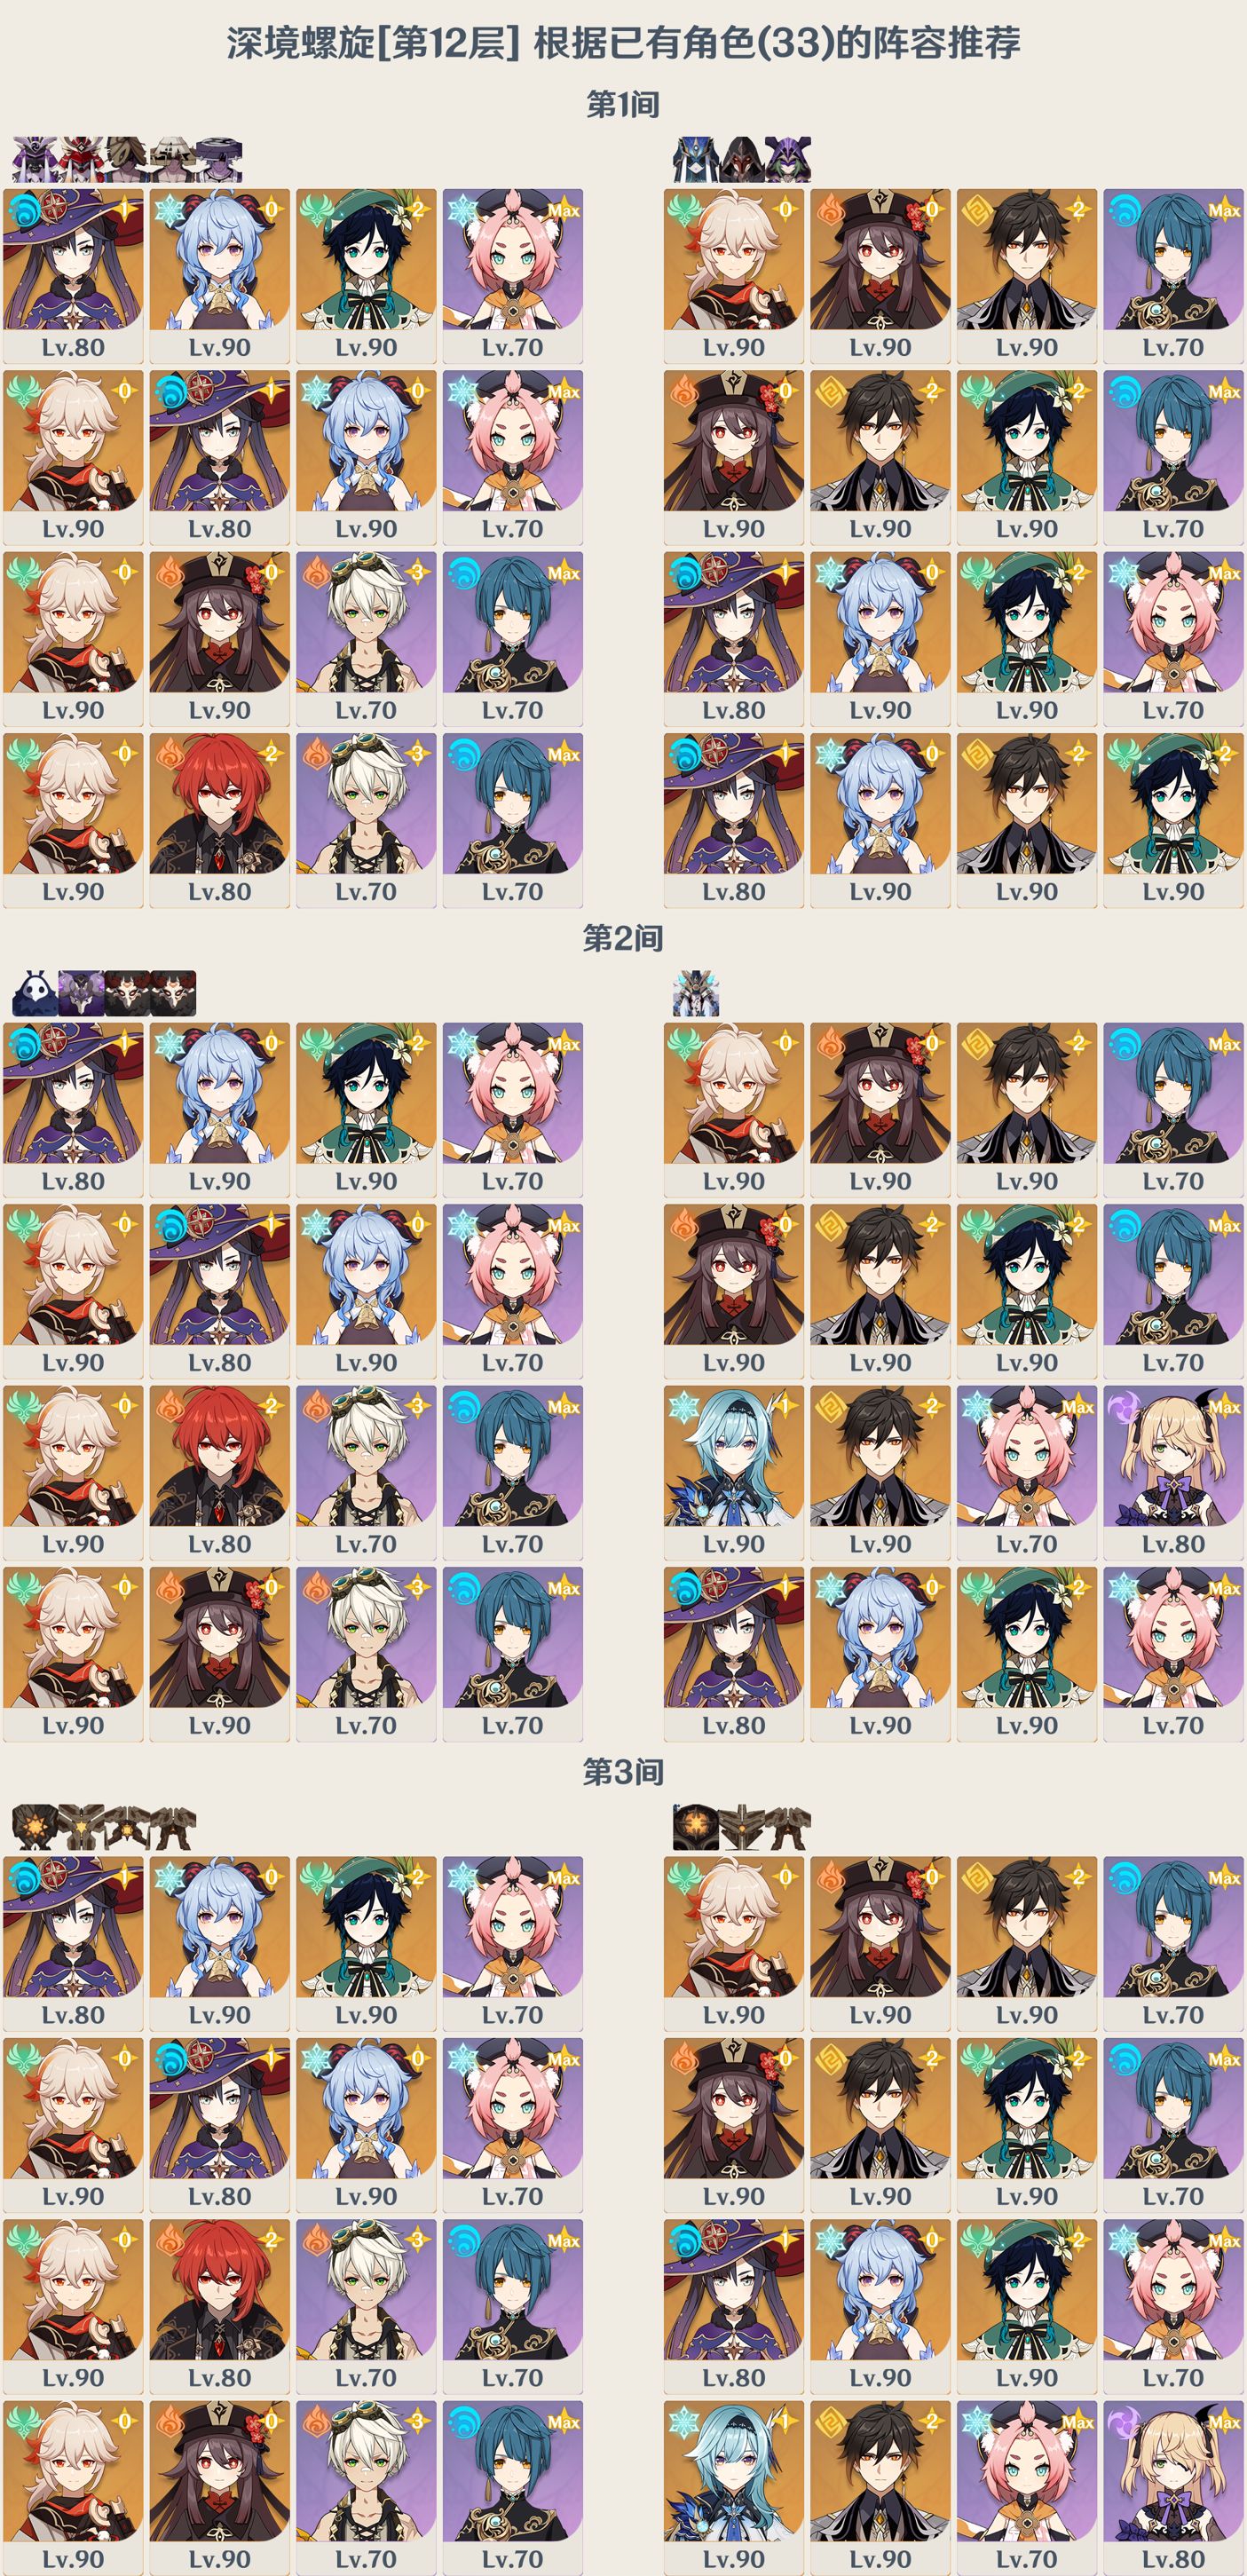 深境螺旋[第12层] 根据已有角色(33)的阵容推荐
第1间
1 0 2 Max 0 0 2 Max
Lv.80 Lv.90 Lv.90 Lv.70 Lv.90 Lv.90 Lv.90 Lv.70
0 1 0 Max 0 2 2 Max
Lv.90 Lv.80 Lv.90 Lv.70 Lv.90 Lv.90 Lv.90 Lv.70
0 0 3 Max 1 0 2 Max
Lv.90 Lv.90 Lv.70 Lv.70 Lv.80 Lv.90 Lv.90 Lv.70
0 2 3 Max 1 0 2 2
Lv.90 Lv.80 Lv.70 Lv.70 Lv.80 Lv.90 Lv.90 Lv.90
第2间
1 0 2 Max 0 0 2 Max
Lv.80 Lv.90 Lv.90 Lv.70 Lv.90 Lv.90 Lv.90 Lv.70
0 1 0 Max 0 2 2 Max
Lv.90 Lv.80 Lv.90 Lv.70 Lv.90 Lv.90 Lv.90 Lv.70
0 2 3 Max 1 2 Max Max
Lv.90 Lv.80 Lv.70 Lv.70 Lv.90 Lv.90 Lv.70 Lv.80
0 0 3 Max 1 0 2 Max
Lv.90 Lv.90 Lv.70 Lv.70 Lv.80 Lv.90 Lv.90 Lv.70
第3间
1 0 2 Max 0 0 2 Max
Lv.80 Lv.90 Lv.90 Lv.70 Lv.90 Lv.90 Lv.90 Lv.70
0 1 0 Max 0 2 2 Max
Lv.90 Lv.80 Lv.90 Lv.70 Lv.90 Lv.90 Lv.90 Lv.70
0 2 3 Max 1 0 2 Max
Lv.90 Lv.80 Lv.70 Lv.70 Lv.80 Lv.90 Lv.90 Lv.70
0 0 3 Max 1 2 Max Max
Lv.90 Lv.90 Lv.70 Lv.70 Lv.90 Lv.90 Lv.70 Lv.80